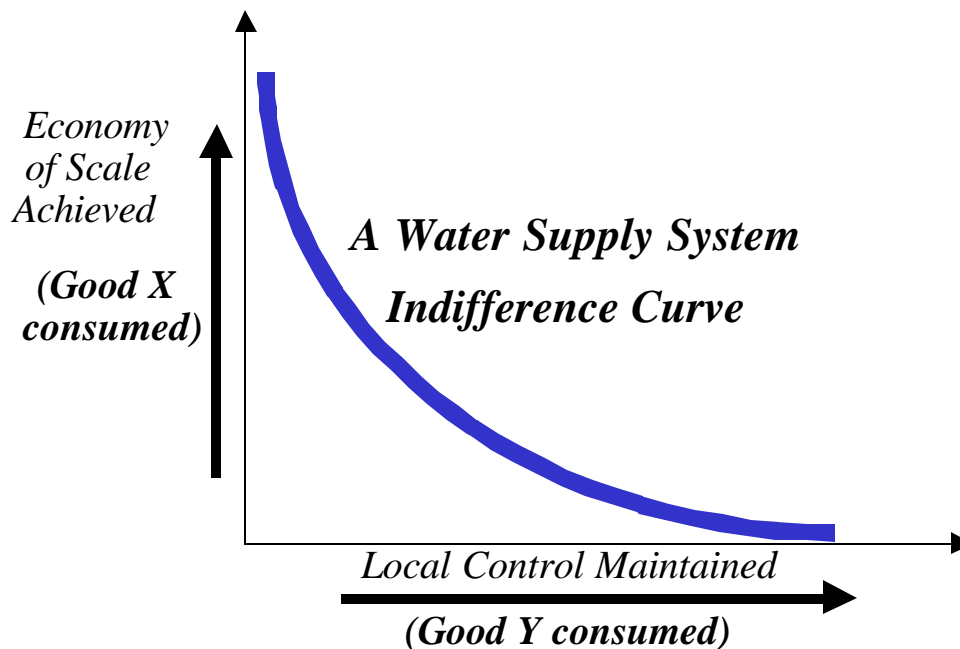 Economy
of Scale
Achieved
(Good X
consumed)
A Water Supply System
Indifference Curve
Local Control Maintained
(Good Y consumed)